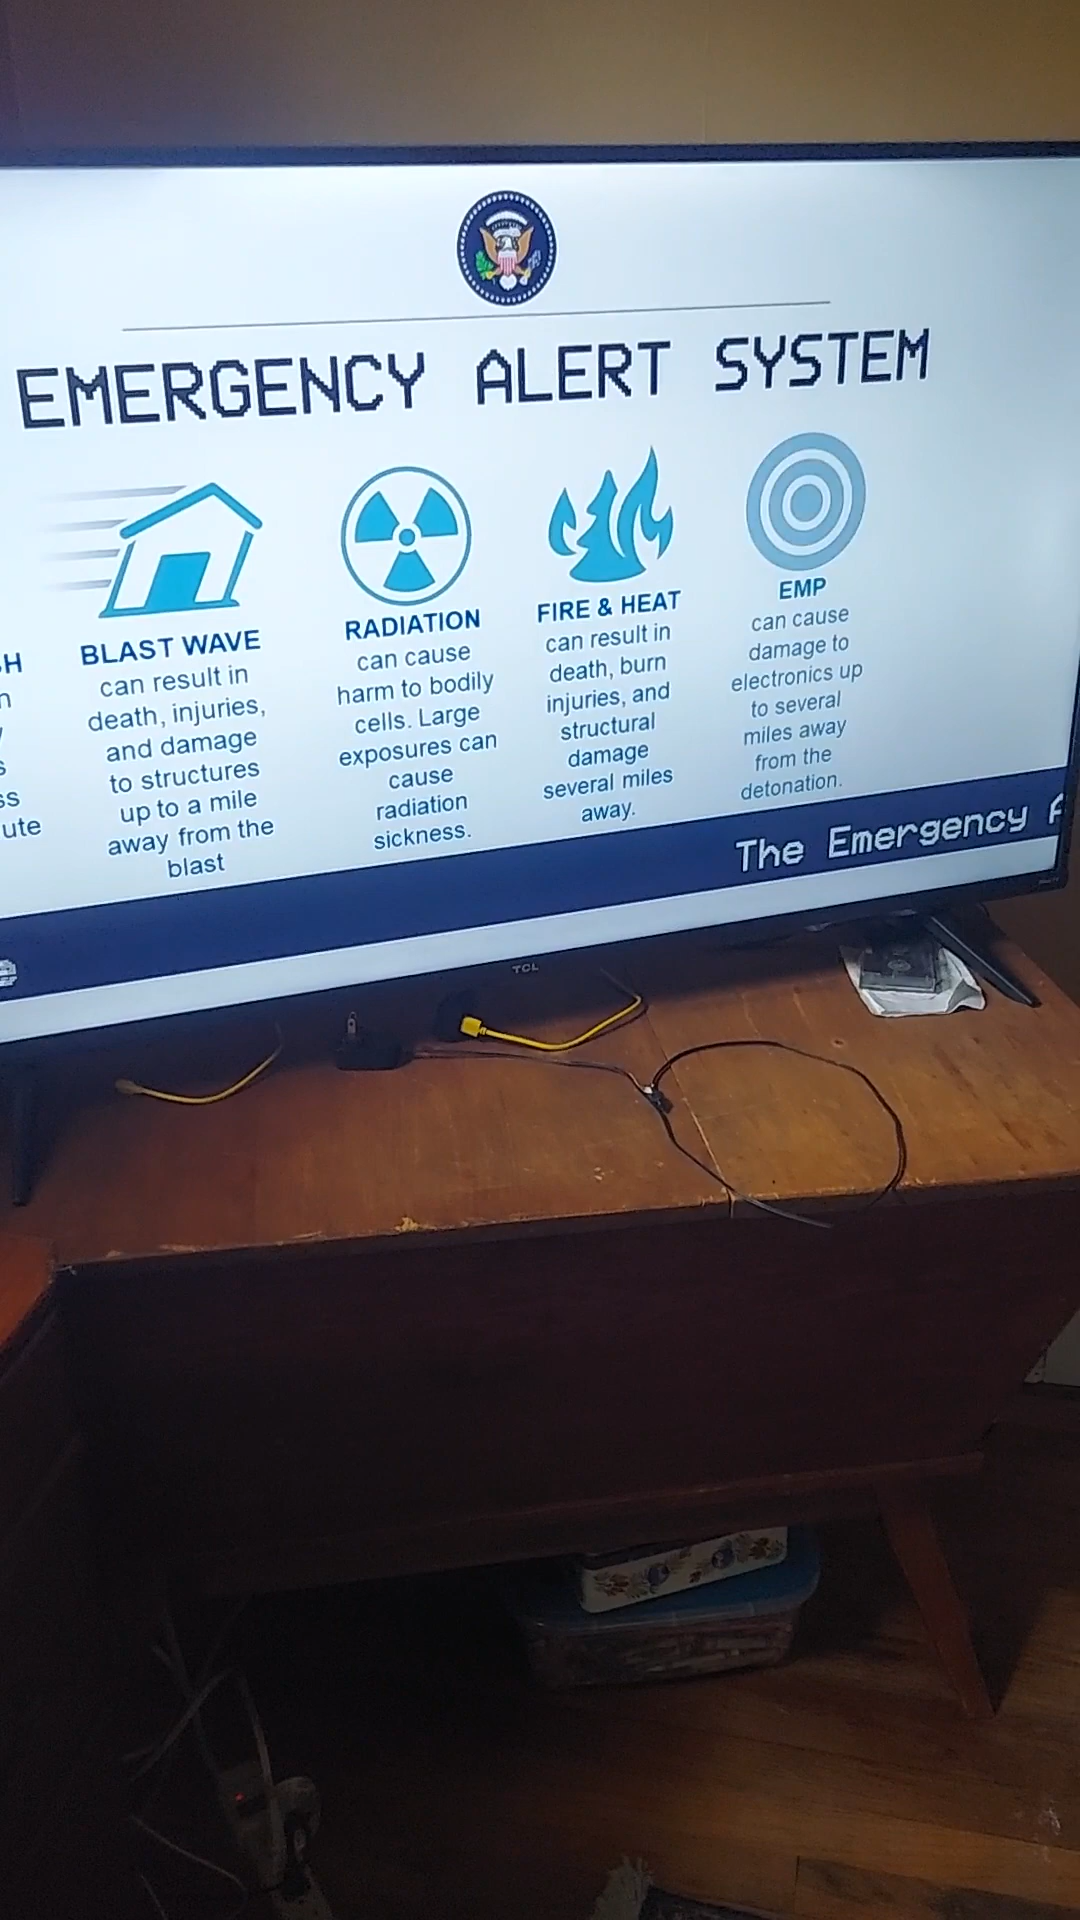 EMERGENCY ALERT SYSTEM
BLAST WAVE
can result in
death, injuries,
and damage
to structures
up to a mile
away from the
blast
RADIATION
can cause
harm to bodily
cells. Large
exposures can
cause
radiation
sickness.
FIRE & HEAT
can result in
death, burn
injuries, and
structural
damage
several miles
away.
EMP
can cause
damage to
electronics up
to several
miles away
from the
detonation.
The Emergency
TCL